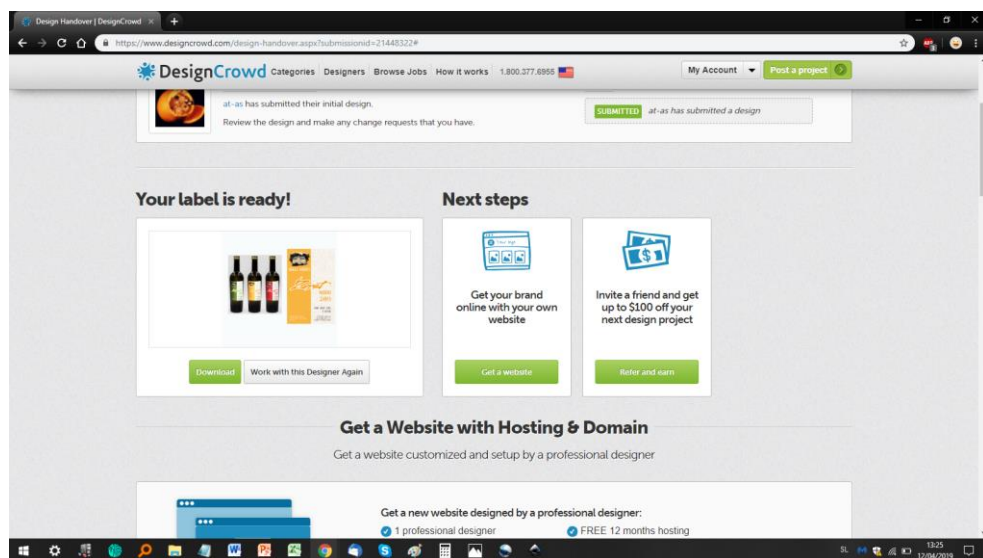 Design Handover | DesignCrowd
https://www.designcrowd.com/design-handover.aspx?submissionid=21448322#
DesignCrowd Categories Designers Browse Jobs How it works 1.800.377.6855 My Account Post a project
at-as has submitted their initial design.
Review the design and make any change requests that you have.
SUBMITTED at-as has submitted a design
Your label is ready!
Next steps
Get your brand
online with your own
website
Invite a friend and get
up to $100 off your
next design project
Download Work with this Designer Again
Get a website
Refer and earn
Get a Website with Hosting & Domain
Get a website customized and setup by a professional designer
Get a new website designed by a professional designer:
1 professional designer FREE 12 months hosting
SL 13:25
12/04/2019